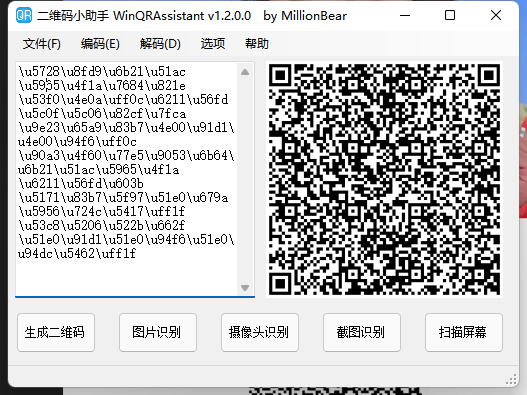 二维码小助手 WinQRAssistant v1.2.0.0 by MillionBear
文件(F) 编码(E) 解码(D) 选项 帮助
\u5728\u8fd9\u6b21\u51ac
\u5965\u4f1a\u7684\u821e
\u53f0\u4e0a\uff0c\u6211\u56fd
\u5c0f\u5c06\u82cf\u7fca
\u9e23\u65a9\u83b7\u4e00\u91d1\
u4e00\u94f6\uff0c
\u90a3\u4f60\u77e5\u9053\u6b64\
u6b21\u51ac\u5965\u4f1a
\u6211\u56fd\u603b
\u5171\u83b7\u5f97\u51e0\u679a
\u5956\u724c\u5417\uff1f
\u53c8\u5206\u522b\u662f
\u51e0\u91d1\u51e0\u94f6\u51e0\
u94dc\u5462\uff1f
生成二维码 图片识别 摄像头识别 截图识别 扫描屏幕